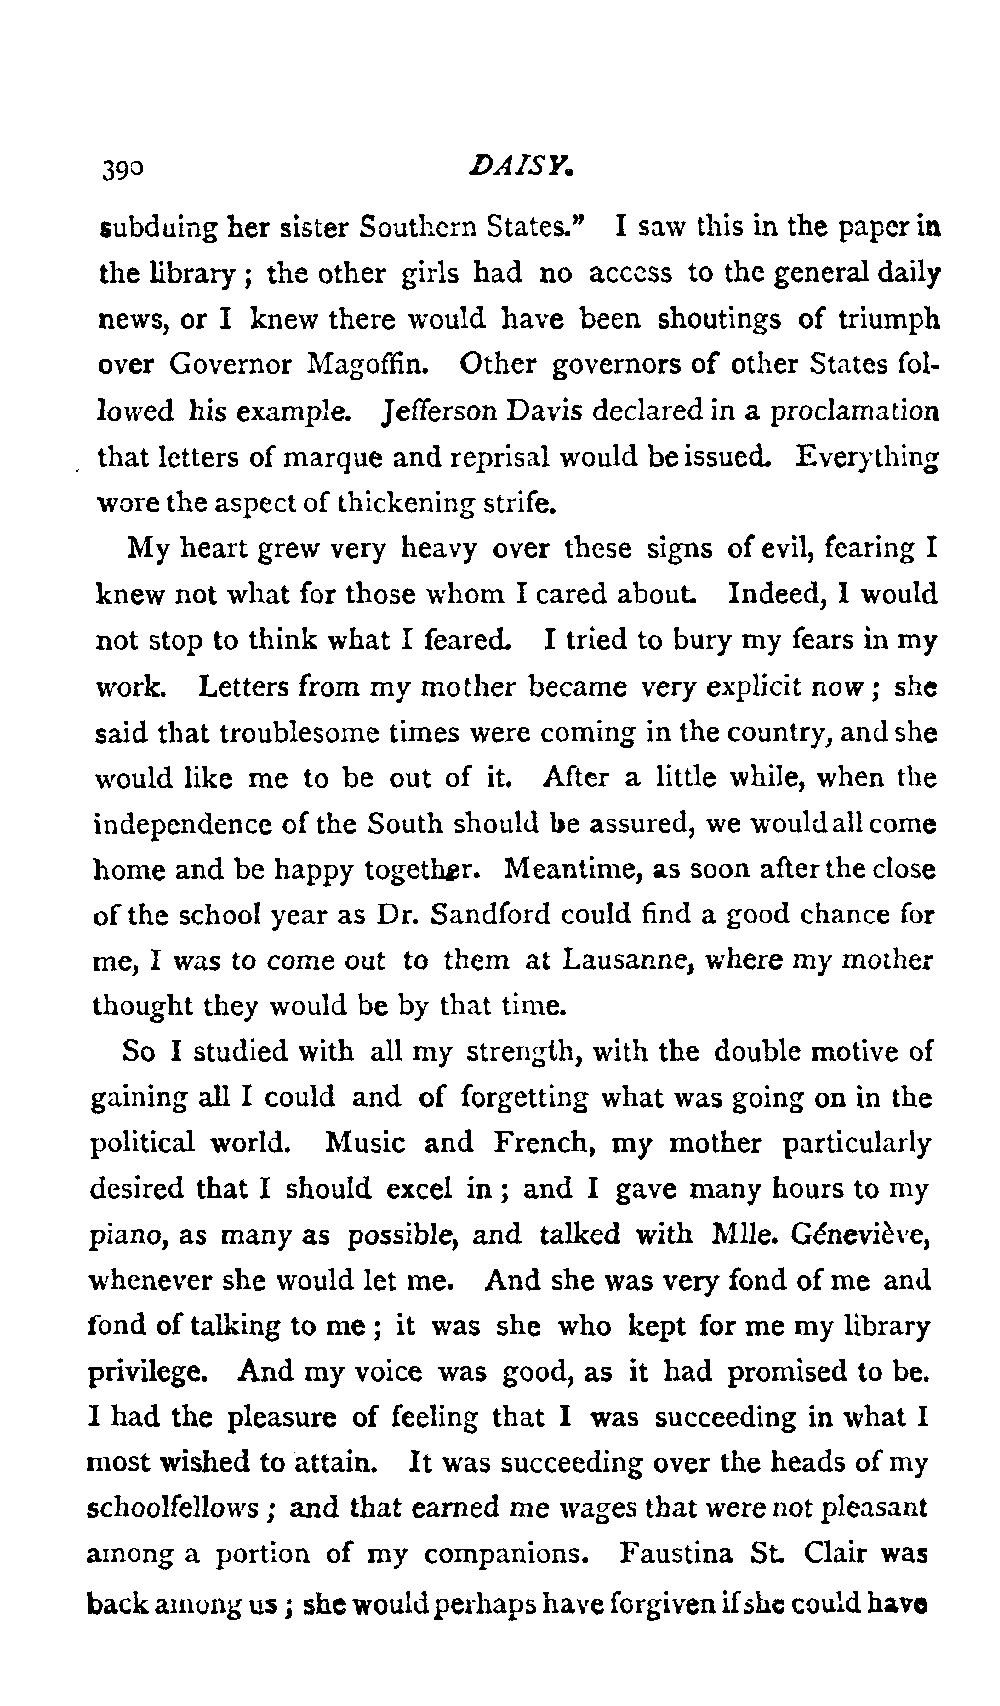 390 DAISY.
subduing her sister Southern States.” I saw this in the paper in
the library; the other girls had no access to the general daily
news, or I knew there would have been shoutings of triumph
over Governor Magoffin. Other governors of other States fol-
lowed his example. Jefferson Davis declared in a proclamation
that letters of marque and reprisal would be issued. Everything
wore the aspect of thickening strife.
My heart grew very heavy over these signs of evil, fearing I
knew not what for those whom I cared about. Indeed, I would
not stop to think what I feared. I tried to bury my fears in my
work. Letters from my mother became very explicit now; she
said that troublesome times were coming in the country, and she
would like me to be out of it. After a little while, when the
independence of the South should be assured, we would all come
home and be happy together. Meantime, as soon after the close
of the school year as Dr. Sandford could find a good chance for
me, I was to come out to them at Lausanne, where my mother
thought they would be by that time.
So I studied with all my strength, with the double motive of
gaining all I could and of forgetting what was going on in the
political world. Music and French, my mother particularly
desired that I should excel in; and I gave many hours to my
piano, as many as possible, and talked with Mlle. Géneviève,
whenever she would let me. And she was very fond of me and
fond of talking to me; it was she who kept for me my library
privilege. And my voice was good, as it had promised to be.
I had the pleasure of feeling that I was succeeding in what I
most wished to attain. It was succeeding over the heads of my
schoolfellows; and that earned me wages that were not pleasant
among a portion of my companions. Faustina St. Clair was
back among us; she would perhaps have forgiven if she could have